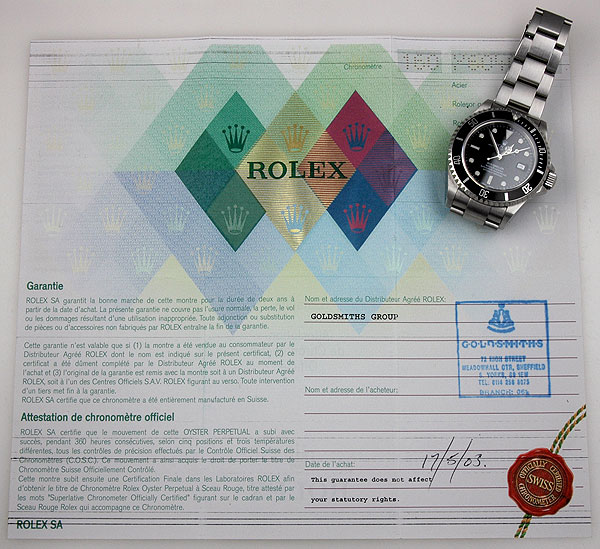 Chronomètre
Acier
ROLEX
Garantie
ROLEX SA garantit la bonne marche de cette montre pour la durée de deux ans à
partir de la date d'achat. La présente garantie ne couvre pas l'usure normale, la perte, le vol
ou les dommages résultant d'une utilisation inappropriée. Toute adjonction ou substitution
de pièces ou d'accessoires non fabriqués par ROLEX entraîne la fin de la garantie.
Cette garantie n'est valable que si (1) la montre a été vendue au consommateur par le
Distributeur Agréé ROLEX dont le nom est indiqué sur le présent certificat, (2) ce
certificat a été dûment complété par le Distributeur Agréé ROLEX au moment de
l'achat et (3) l'original de la garantie est remis avec la montre soit à un Distributeur Agréé
ROLEX, soit à l'un des Centres Officiels S.A.V. ROLEX figurant au verso. Toute intervention
d'un tiers met fin à la garantie.
ROLEX SA certifie que ce mouvement a été entièrement manufacturé en Suisse.
Attestation de chronomètre officiel
ROLEX SA certifie que le mouvement de cette OYSTER PERPETUAL a subi avec
succès, pendant 360 heures consécutives, selon cinq positions et trois températures
différentes, tous les contrôles de précision effectués par le Contrôle Officiel Suisse des
Chronomètres (C.O.S.C.). Ce mouvement a ainsi acquis le droit de porter le titre de
Chronomètre Suisse Officiellement Contrôlé.
Cette montre subit ensuite une Certification Finale dans les Laboratoires ROLEX afin
d'obtenir le titre de Chronomètre Rolex Oyster Perpetual à Sceau Rouge, titre attesté par
les mots "Superlative Chronometer Officially Certified" figurant sur le cadran et par le
Sceau Rouge Rolex qui accompagne ce Chronomètre.
ROLEX SA
Nom et adresse du Distributeur Agréé ROLEX:
GOLDSMITHS GROUP
GOLDSMITHS
72 HIGH STREET
MEADOWHALL CTR, SHEFFIELD
S. YORKS, S9 1EN
BRANCH:
Nom et adresse de l'acheteur:
Date de l'achat:
17/5/03.
This guarantee does not affect
your statutory rights.
OFFICIALLY CERTIFIED
SWISS
CHRONOMETER